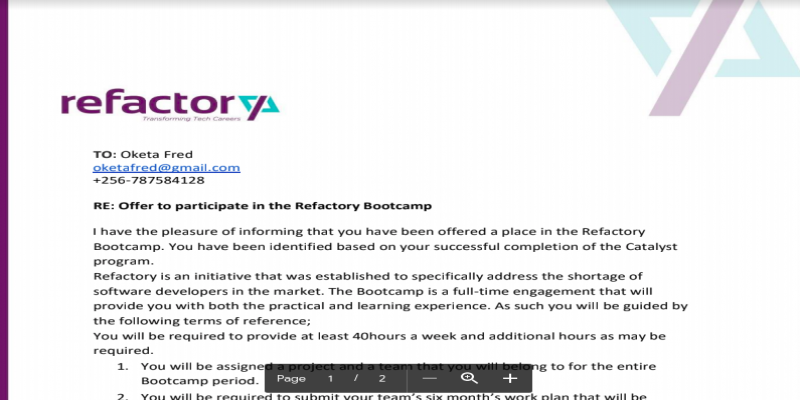 refactory
Transforming Tech Careers
TO: Oketa Fred
oketafred@gmail.com
+256-787584128
RE: Offer to participate in the Refactory Bootcamp
I have the pleasure of informing that you have been offered a place in the Refactory
Bootcamp. You have been identified based on your successful completion of the Catalyst
program.
Refactory is an initiative that was established to specifically address the shortage of
software developers in the market. The Bootcamp is a full-time engagement that will
provide you with both the practical and learning experience. As such you will be guided by
the following terms of reference;
You will be required to provide at least 40hours a week and additional hours as may be
required.
1. You will be assigned a project and a team that you will belong to for the entire
Bootcamp period.
Page 1 / 2
2. You will be required to submit your team's six month's work plan that will be